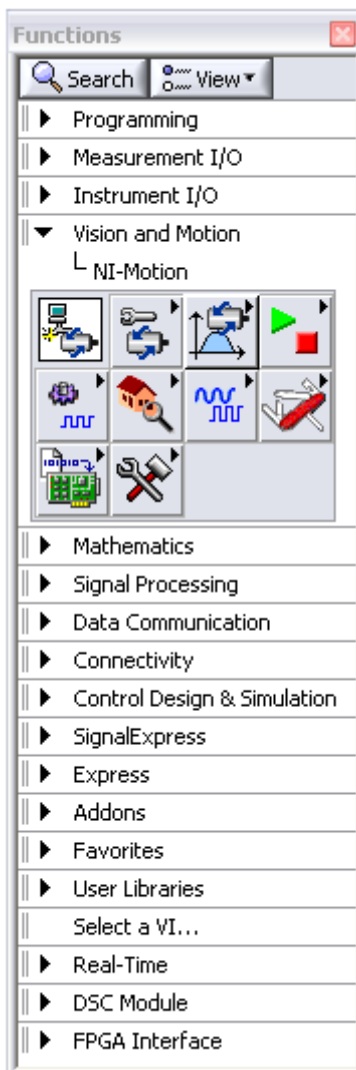 Functions
Search View
Programming
Measurement I/O
Instrument I/O
Vision and Motion
NI-Motion
Mathematics
Signal Processing
Data Communication
Connectivity
Control Design & Simulation
SignalExpress
Express
Addons
Favorites
User Libraries
Select a VI...
Real-Time
DSC Module
FPGA Interface